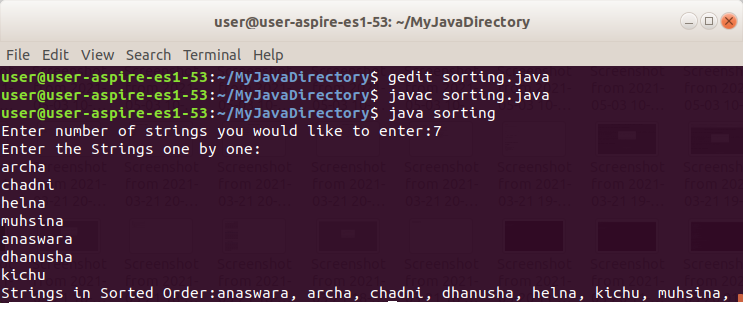 user@user-aspire-es1-53: ~/MyJavaDirectory
File Edit View Search Terminal Help
user@user-aspire-es1-53:~/MyJavaDirectory$ gedit sorting.java
user@user-aspire-es1-53:~/MyJavaDirectory$ javac sorting.java
user@user-aspire-es1-53:~/MyJavaDirectory$ java sorting
Enter number of strings you would like to enter:7
Enter the Strings one by one:
archa
chadni
helna
muhsina
anaswara
dhanusha
kichu
Strings in Sorted Order:anaswara, archa, chadni, dhanusha, helna, kichu, muhsina,